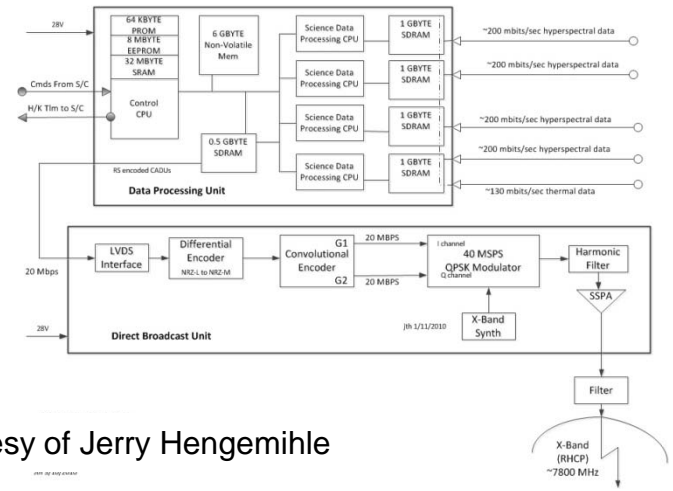 28V
64 KBYTE
PROM
8 MBYTE
EEPROM
32 MBYTE
SRAM
Control
CPU
Cmds From S/C
H/K Tlm to S/C
6 GBYTE
Non-Volatile
Mem
0.5 GBYTE
SDRAM
RS encoded CADUs
Data Processing Unit
Science Data
Processing CPU
1 GBYTE
SDRAM
~200 mbits/sec hyperspectral data
Science Data
Processing CPU
1 GBYTE
SDRAM
~200 mbits/sec hyperspectral data
Science Data
Processing CPU
1 GBYTE
SDRAM
~200 mbits/sec hyperspectral data
Science Data
Processing CPU
1 GBYTE
SDRAM
~200 mbits/sec hyperspectral data
~130 mbits/sec thermal data
20 Mbps
LVDS
Interface
Differential
Encoder
NRZ-L to NRZ-M
G1
Convolutional
Encoder
G2
20 MBPS
20 MBPS
I channel
40 MSPS
QPSK Modulator
Q channel
Harmonic
Filter
SSPA
X-Band
Synth
Jth 1/11/2010
28V
Direct Broadcast Unit
Filter
X-Band
(RHCP)
~7800 MHz
esy of Jerry Hengemihle